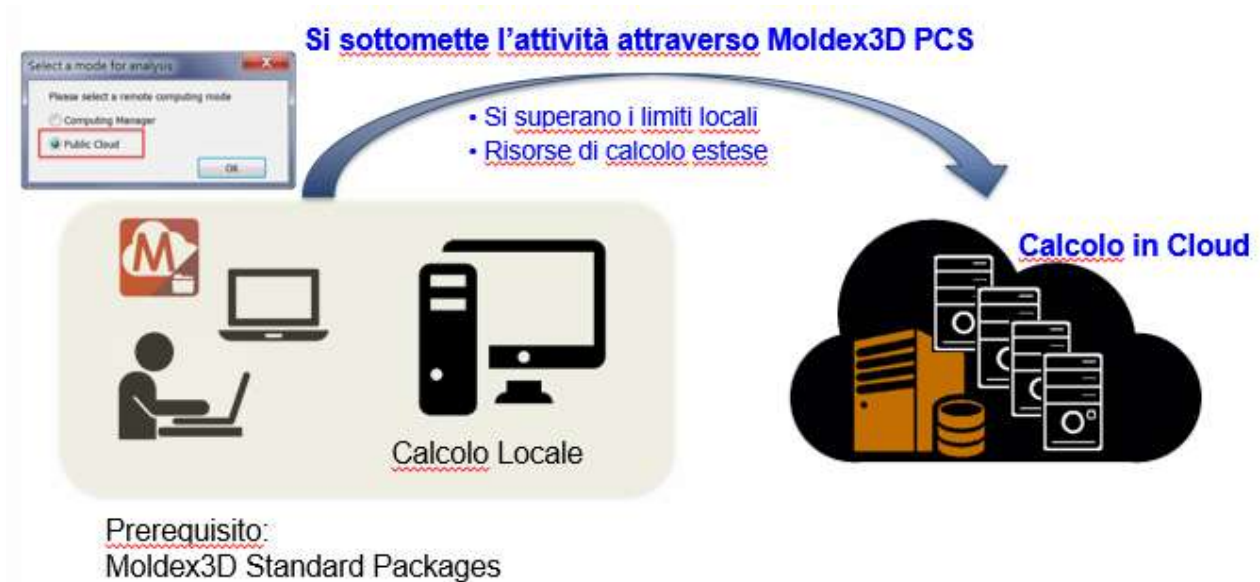 Si sottomette l'attività attraverso Moldex3D PCS
Select a mode for analysis
Please select a remote computing mode
Computing Manager
Public Cloud
OK
• Si superano i limiti locali
• Risorse di calcolo estese
M
Calcolo in Cloud
Calcolo Locale
Prerequisito:
Moldex3D Standard Packages